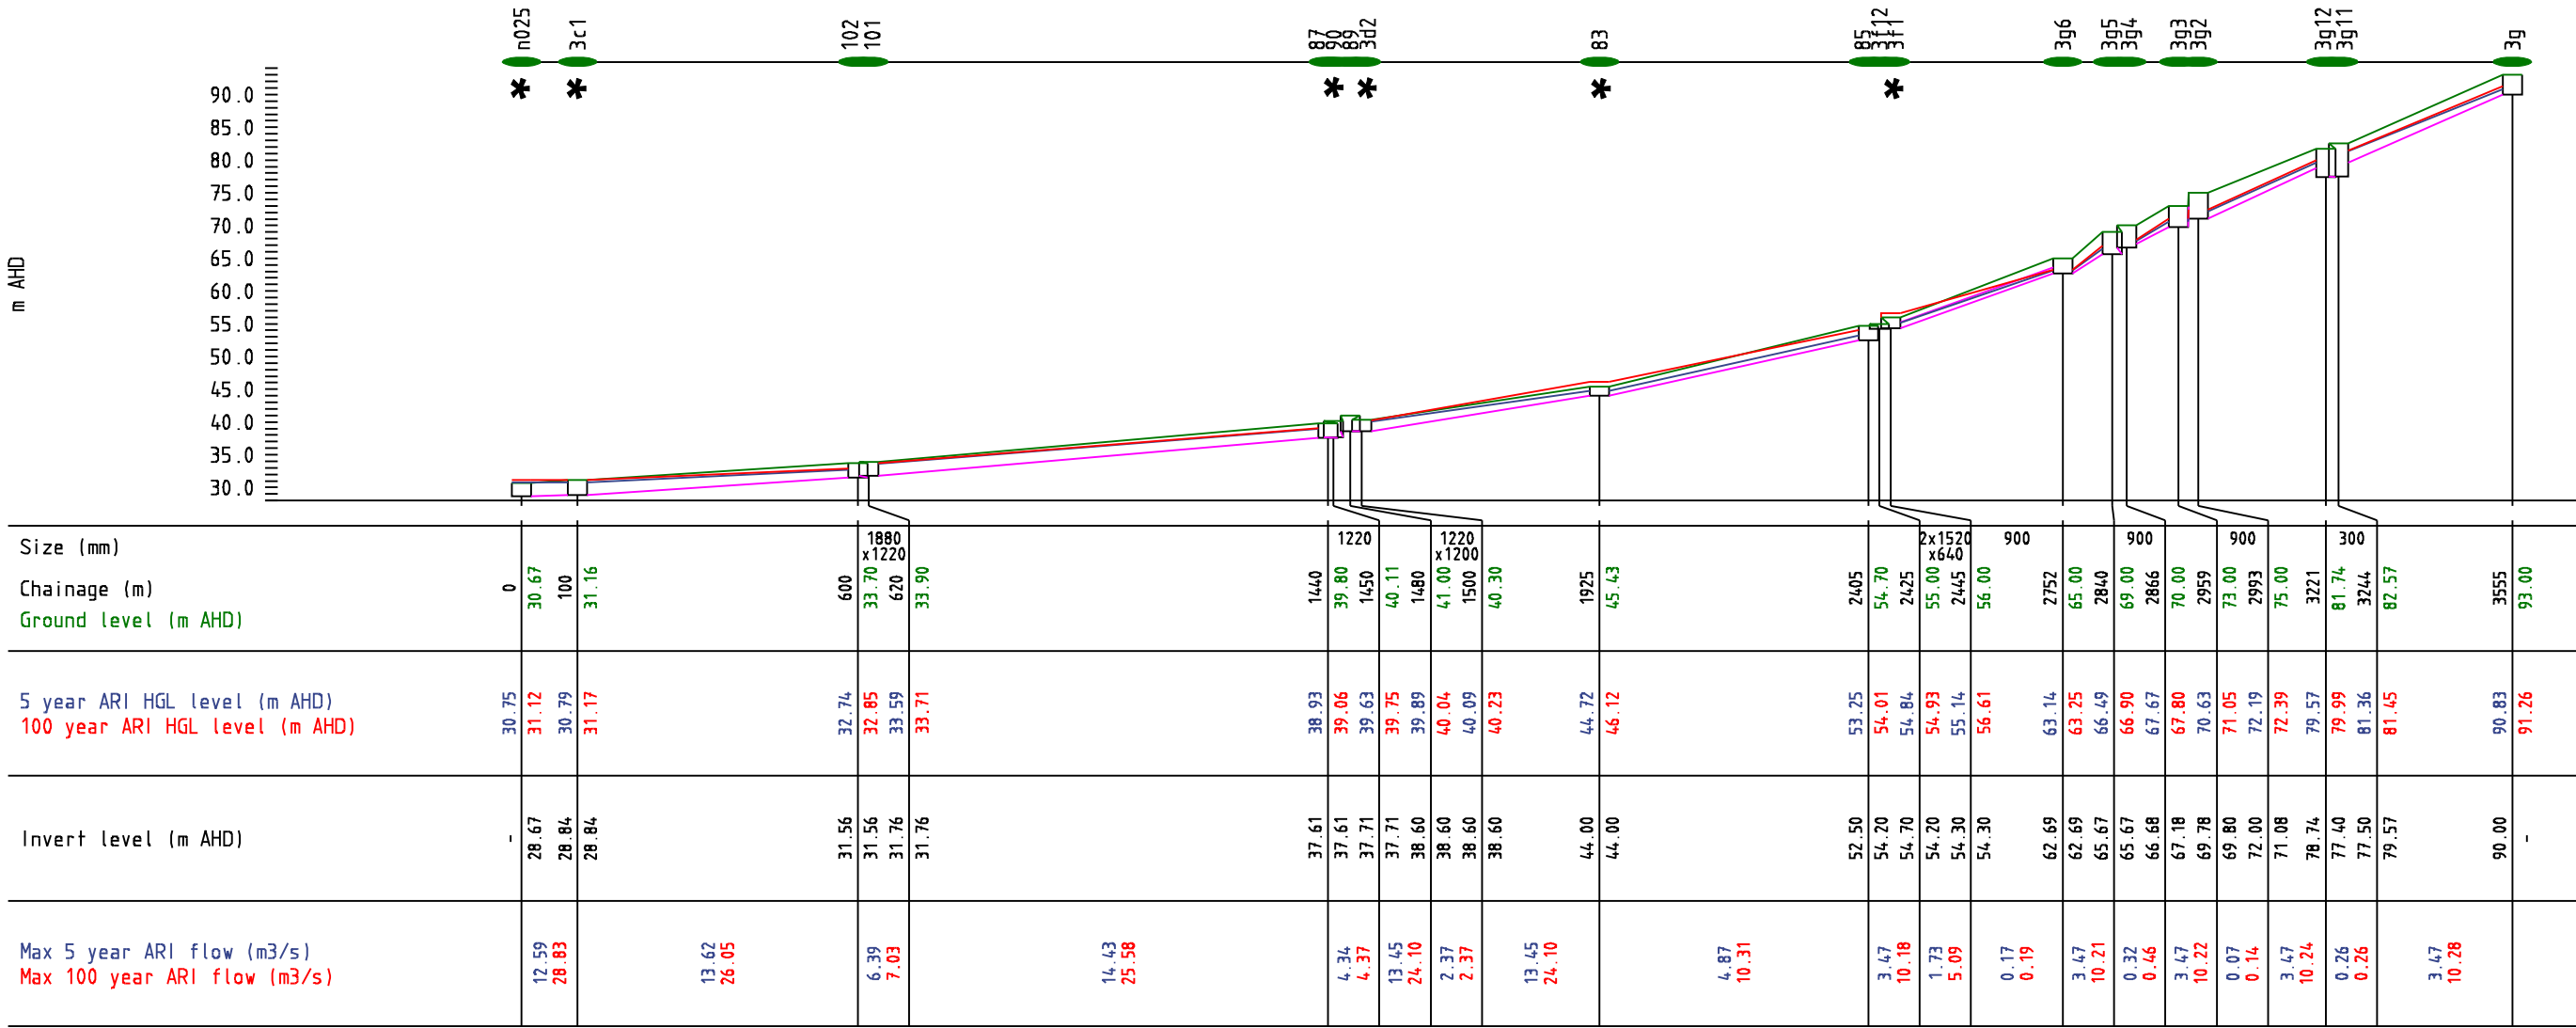 n025 3c1 102 101 87 90 89 3d2 83 85 3f12 3f1 3g6 3g5 3g4 3g3 3g2 3g12 3g11 3g
* * * * * *
m AHD
90.0
85.0
80.0
75.0
70.0
65.0
60.0
55.0
50.0
45.0
40.0
35.0
30.0
Size (mm) 1880 x1220 1220 1220 x1200 2x1520 x640 900 900 900 300
Chainage (m) 0 100 600 620 1440 1450 1480 1500 1925 2405 2425 2445 2752 2840 2866 2959 2993 3221 3244 3555
Ground level (m AHD) 30.67 31.16 33.70 33.90 39.80 40.11 41.00 40.30 45.43 54.70 55.00 56.00 65.00 69.00 70.00 73.00 75.00 81.74 82.57 93.00
5 year ARI HGL level (m AHD) 30.75 30.79 32.74 33.59 38.93 39.63 39.89 40.09 44.72 53.25 54.84 55.14 63.14 66.49 67.67 70.63 72.19 79.57 81.36 90.83
100 year ARI HGL level (m AHD) 31.12 31.17 32.85 33.71 39.06 39.75 40.04 40.23 46.12 54.01 54.93 56.61 63.25 66.90 67.80 71.05 72.39 79.99 81.45 91.26
Invert level (m AHD) - 28.67 28.84 28.84 31.56 31.56 31.76 31.76 37.61 37.61 37.71 37.71 38.60 38.60 38.60 38.60 44.00 44.00 52.50 54.20 54.70 54.20 54.30 54.30 62.69 62.69 65.67 65.67 66.68 67.18 69.78 69.80 72.00 71.08 78.74 77.40 77.50 79.57 90.00 -
Max 5 year ARI flow (m3/s) 12.59 13.62 6.39 14.43 4.34 13.45 2.37 13.45 4.87 3.47 1.73 0.17 3.47 0.32 3.47 0.07 3.47 0.26 3.47
Max 100 year ARI flow (m3/s) 28.83 26.05 7.03 25.58 4.37 24.10 2.37 24.10 10.31 10.18 5.09 0.19 10.21 0.46 10.22 0.14 10.24 0.26 10.28